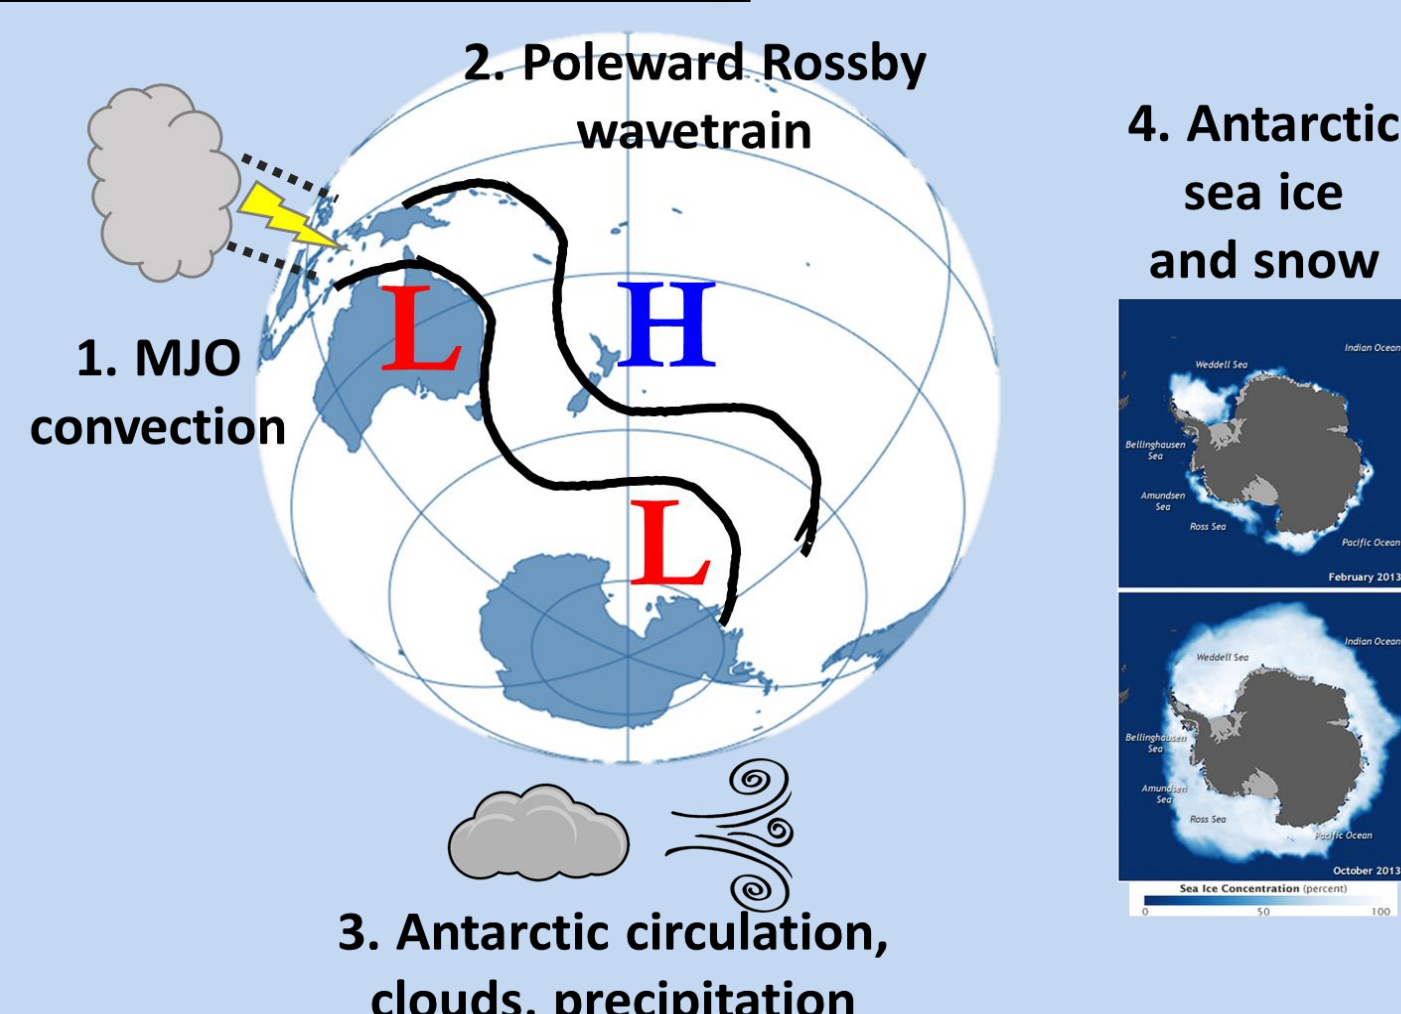 2. Poleward Rossby
wavetrain
1. MJO
convection
L
H
L
3. Antarctic circulation,
clouds, precipitation
4. Antarctic
sea ice
and snow
Indian Ocean
Weddell Sea
Bellinghausen
Sea
Amundsen
Sea
Ross Sea
Pacific Ocean
February 2013
Indian Ocean
Weddell Sea
Bellinghausen
Sea
Amundsen
Sea
Ross Sea
Pacific Ocean
October 2013
Sea Ice Concentration (percent)
0 50 100